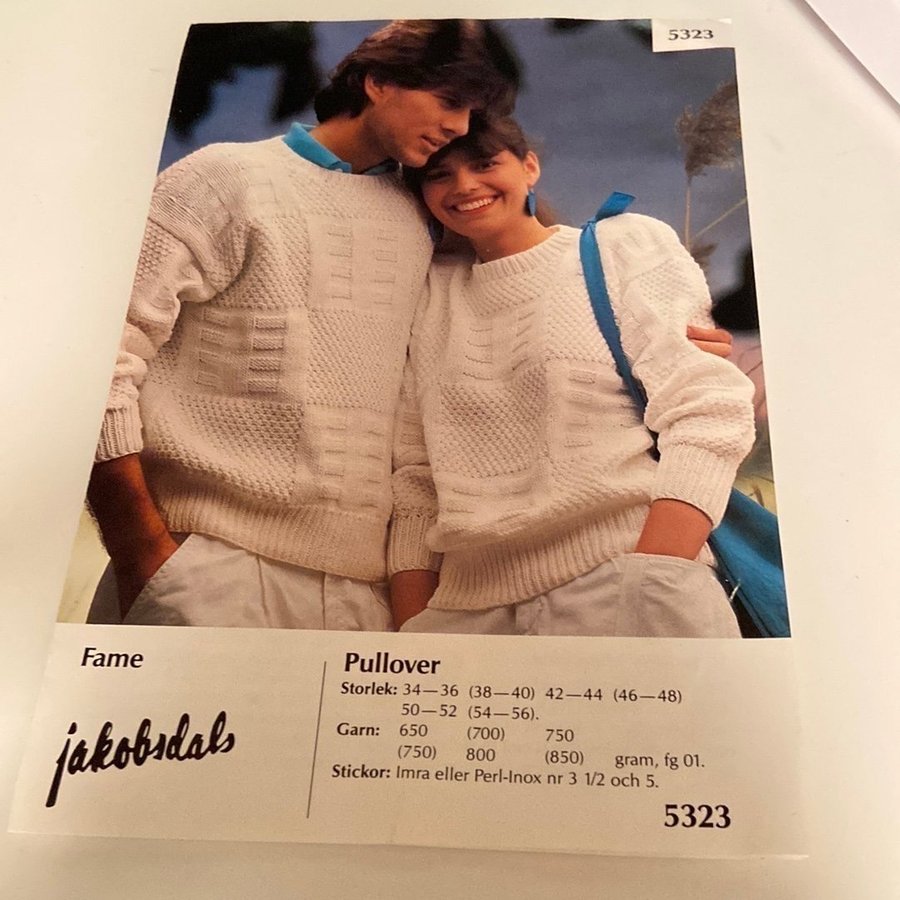 5323
Fame
jakobsdals
Pullover
Storlek: 34—36 (38—40) 42—44 (46—48)
50—52 (54—56).
Garn: 650 (700) 750
(750) 800 (850) gram, fg 01.
Stickor: Imra eller Perl-Inox nr 3 1/2 och 5.
5323